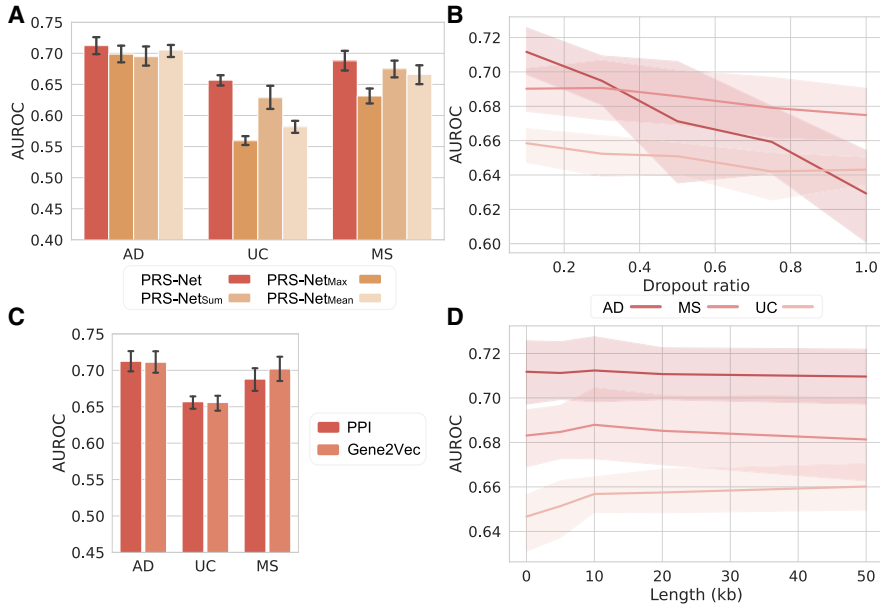 A
AUROC
0.75
0.70
0.65
0.60
0.55
0.50
0.45
0.40
AD UC MS
PRS-Net PRS-NetMax
PRS-NetSum PRS-NetMean
B
AUROC
0.72
0.70
0.68
0.66
0.64
0.62
0.60
0.2 0.4 0.6 0.8 1.0
Dropout ratio
AD MS UC
C
AUROC
0.75
0.70
0.65
0.60
0.55
0.50
0.45
AD UC MS
PPI
Gene2Vec
D
AUROC
0.72
0.70
0.68
0.66
0.64
0 10 20 30 40 50
Length (kb)